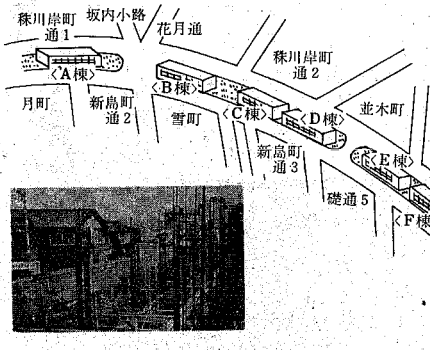 秣川岸町
通1
坂内小路
花月通
秣川岸町
通2
並木町
〈A棟〉
〈B棟〉
〈C棟〉
〈D棟〉
〈E棟〉
〈F棟
月町
新島町
通2
雪町
新島町
通3
礎通5